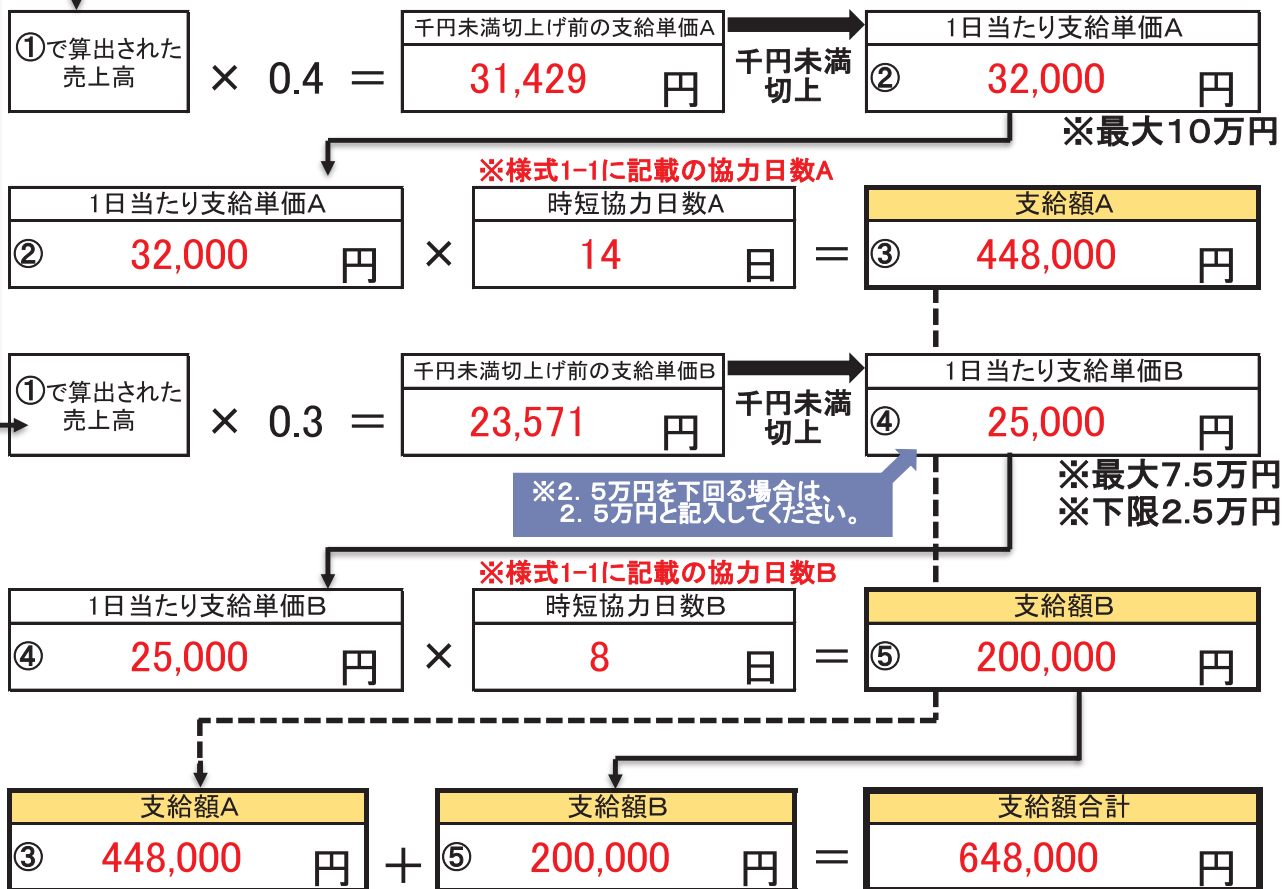 ①で算出された
売上高
× 0.4 ＝
千円未満切上げ前の支給単価A
31,429 円
千円未満
切上
1日当たり支給単価A
② 32,000 円
※最大10万円
※様式1-1に記載の協力日数A
1日当たり支給単価A
② 32,000 円
×
時短協力日数A
14 日
＝
支給額A
③ 448,000 円
①で算出された
売上高
× 0.3 ＝
千円未満切上げ前の支給単価B
23,571 円
千円未満
切上
1日当たり支給単価B
④ 25,000 円
※最大7.5万円
※下限2.5万円
※2．5万円を下回る場合は、
2．5万円と記入してください。
※様式1-1に記載の協力日数B
1日当たり支給単価B
④ 25,000 円
×
時短協力日数B
8 日
＝
支給額B
⑤ 200,000 円
支給額A
③ 448,000 円
＋
支給額B
⑤ 200,000 円
＝
支給額合計
648,000 円